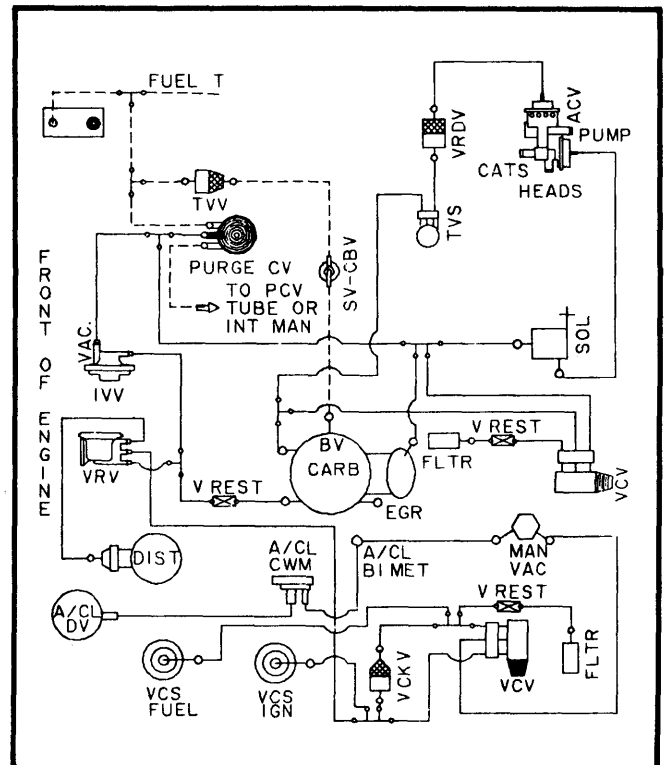 FUEL T
ACV
VRDV
PUMP
CATS
HEADS
TVV
TVS
SV-CBV
PURGE CV
TO PCV
TUBE OR
INT MAN
FRONT OF ENGINE
VAC.
IVV
SOL
VRV
BV
CARB
V REST
FLTR
VCV
V REST
EGR
DIST
A/CL
CWM
A/CL
BIMET
MAN
VAC
A/CL
DV
V REST
VCS
FUEL
VCS
IGN
VCKV
VCV
FLTR